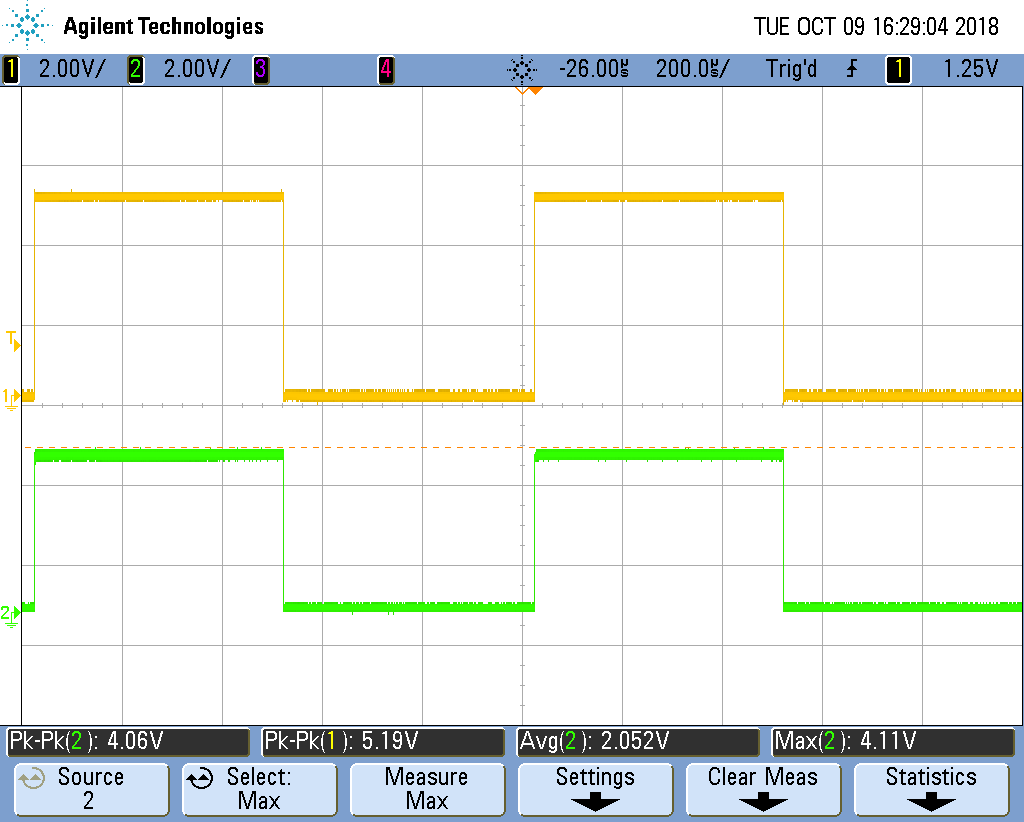 Agilent Technologies
TUE OCT 09 16:29:04 2018
1 2.00V/ 2 2.00V/ 3 4 -26.00µs 200.0µs/ Trig'd 1 1.25V
T
1
2
Pk-Pk(2): 4.06V Pk-Pk(1): 5.19V Avg(2): 2.052V Max(2): 4.11V
Source Select: Measure Settings Clear Meas Statistics
2 Max Max